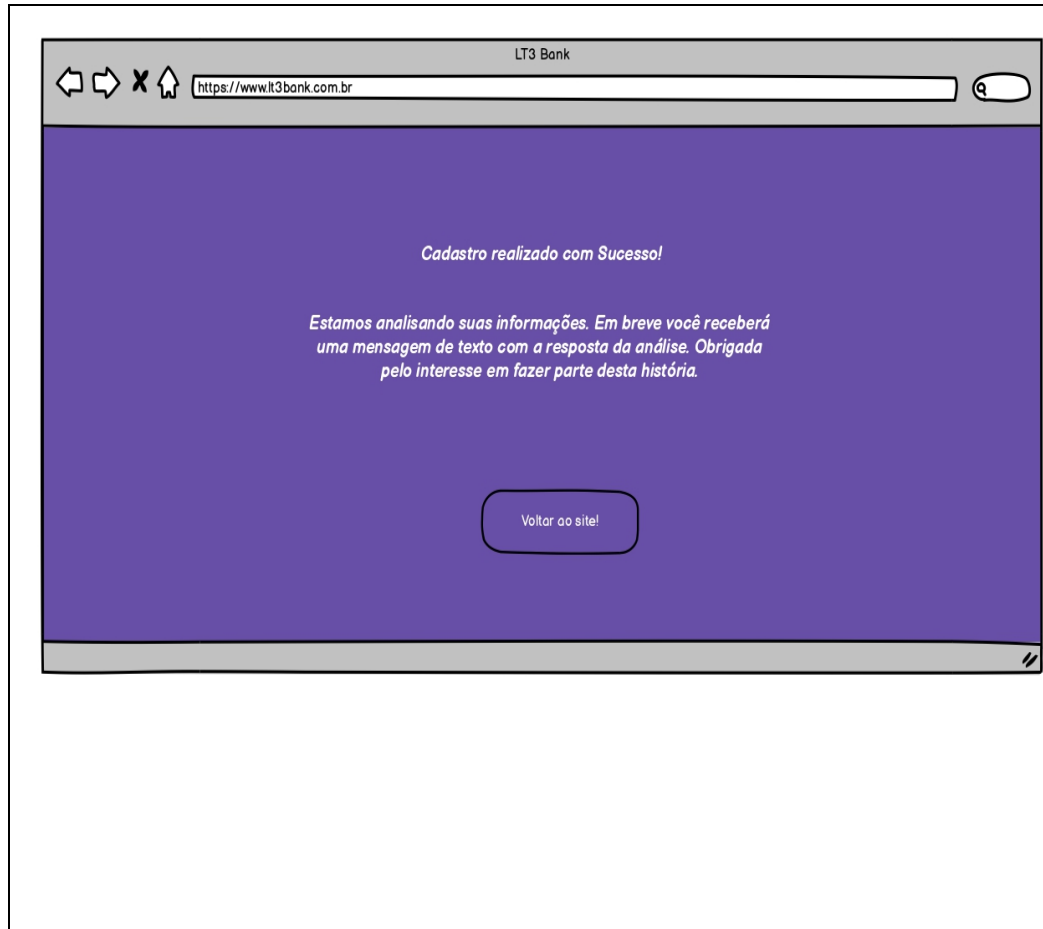 LT3 Bank
https://www.lt3bank.com.br
Cadastro realizado com Sucesso!
Estamos analisando suas informações. Em breve você receberá
uma mensagem de texto com a resposta da análise. Obrigada
pelo interesse em fazer parte desta história.
Voltar ao site!